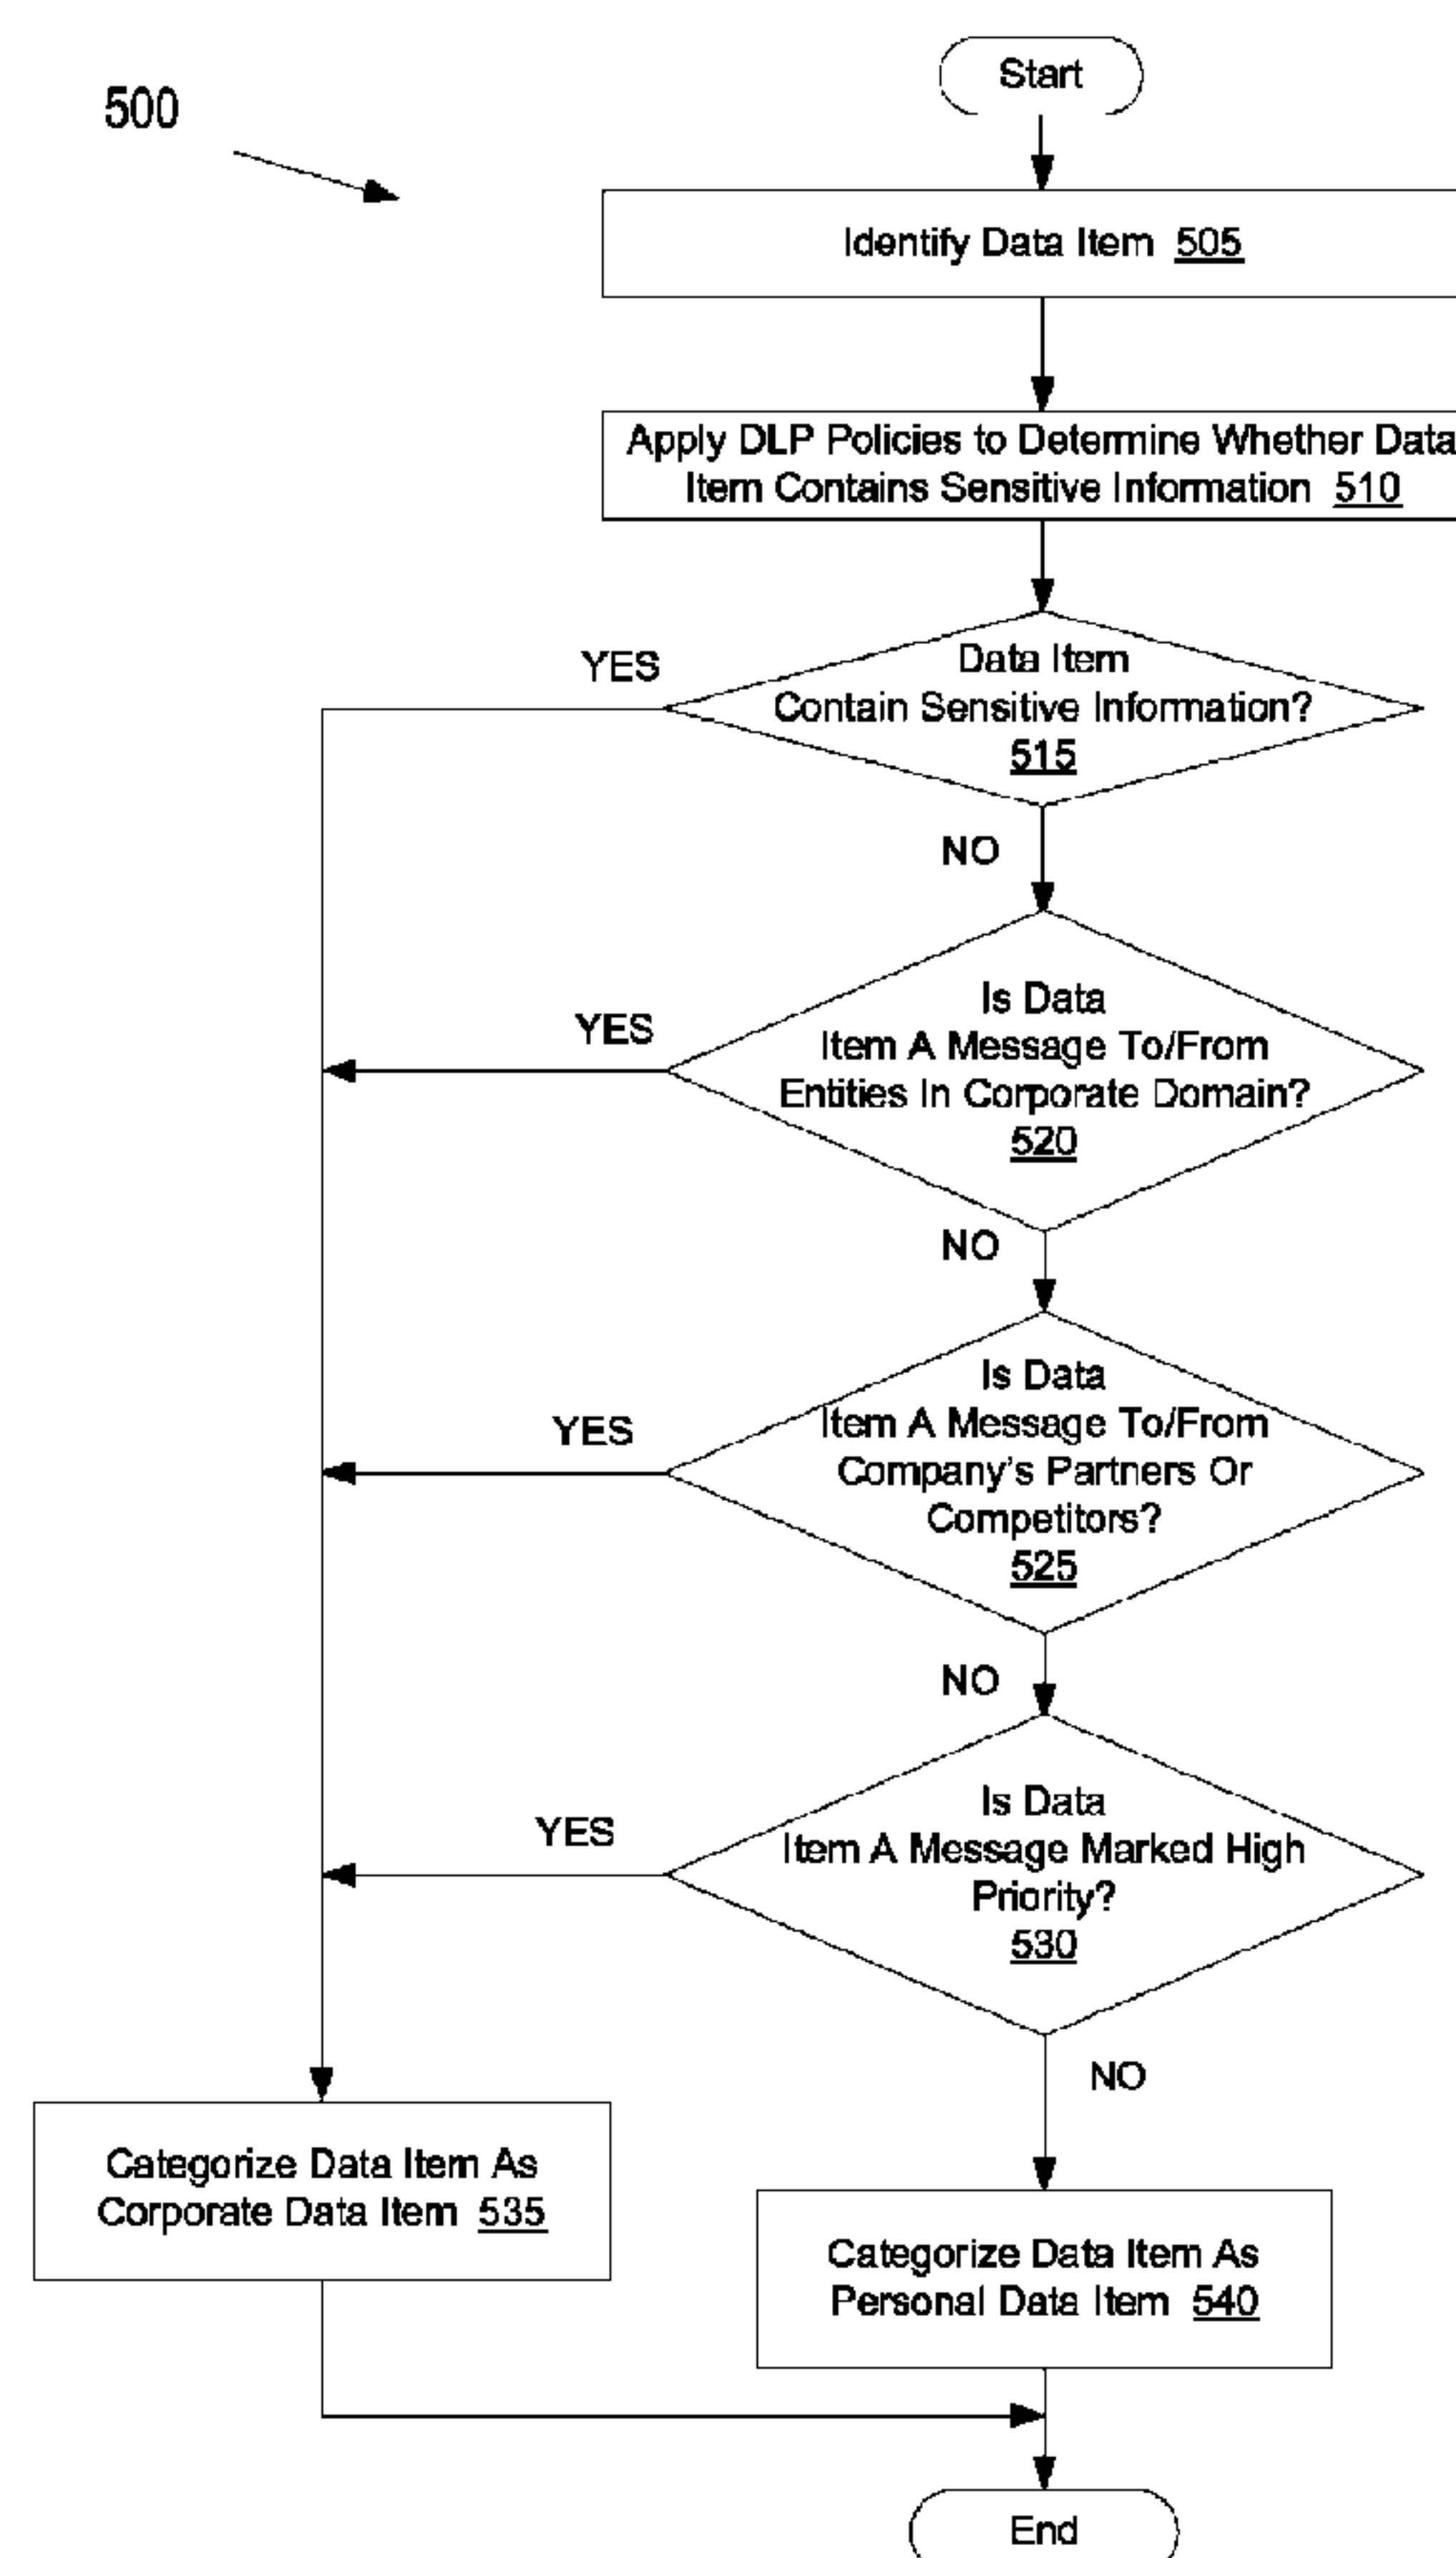 500
Start
Identify Data Item 505
Apply DLP Policies to Determine Whether Data
Item Contains Sensitive Information 510
YES
Data Item
Contain Sensitive Information?
515
NO
YES
Is Data
Item A Message To/From
Entities In Corporate Domain?
520
NO
YES
Is Data
Item A Message To/From
Company's Partners Or
Competitors?
525
NO
YES
Is Data
Item A Message Marked High
Priority?
530
NO
Categorize Data Item As
Corporate Data Item 535
Categorize Data Item As
Personal Data Item 540
End